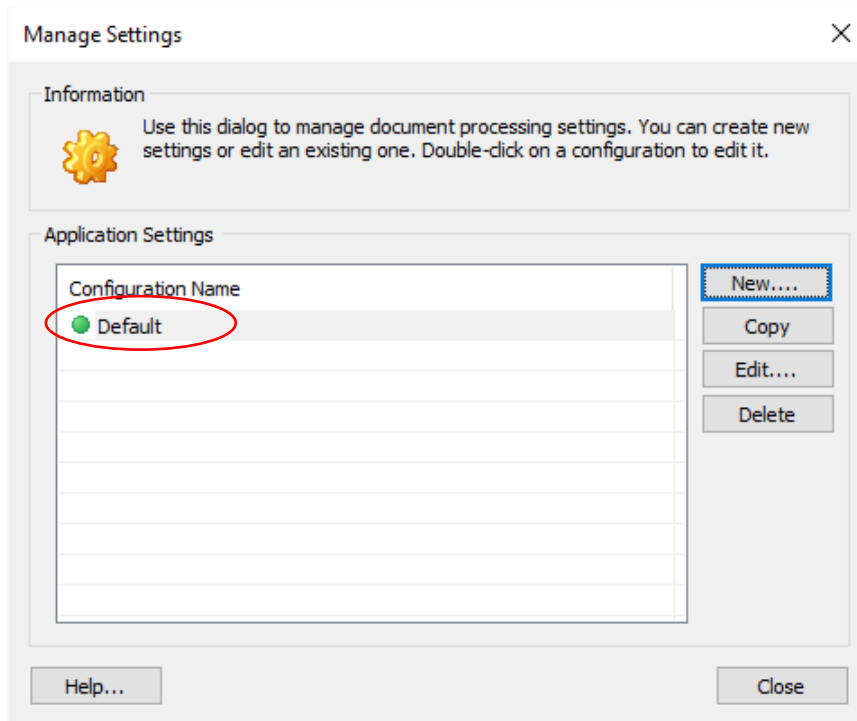 Manage Settings
Information
Use this dialog to manage document processing settings. You can create new
settings or edit an existing one. Double-click on a configuration to edit it.
Application Settings
Configuration Name
Default
New....
Copy
Edit....
Delete
Help...
Close